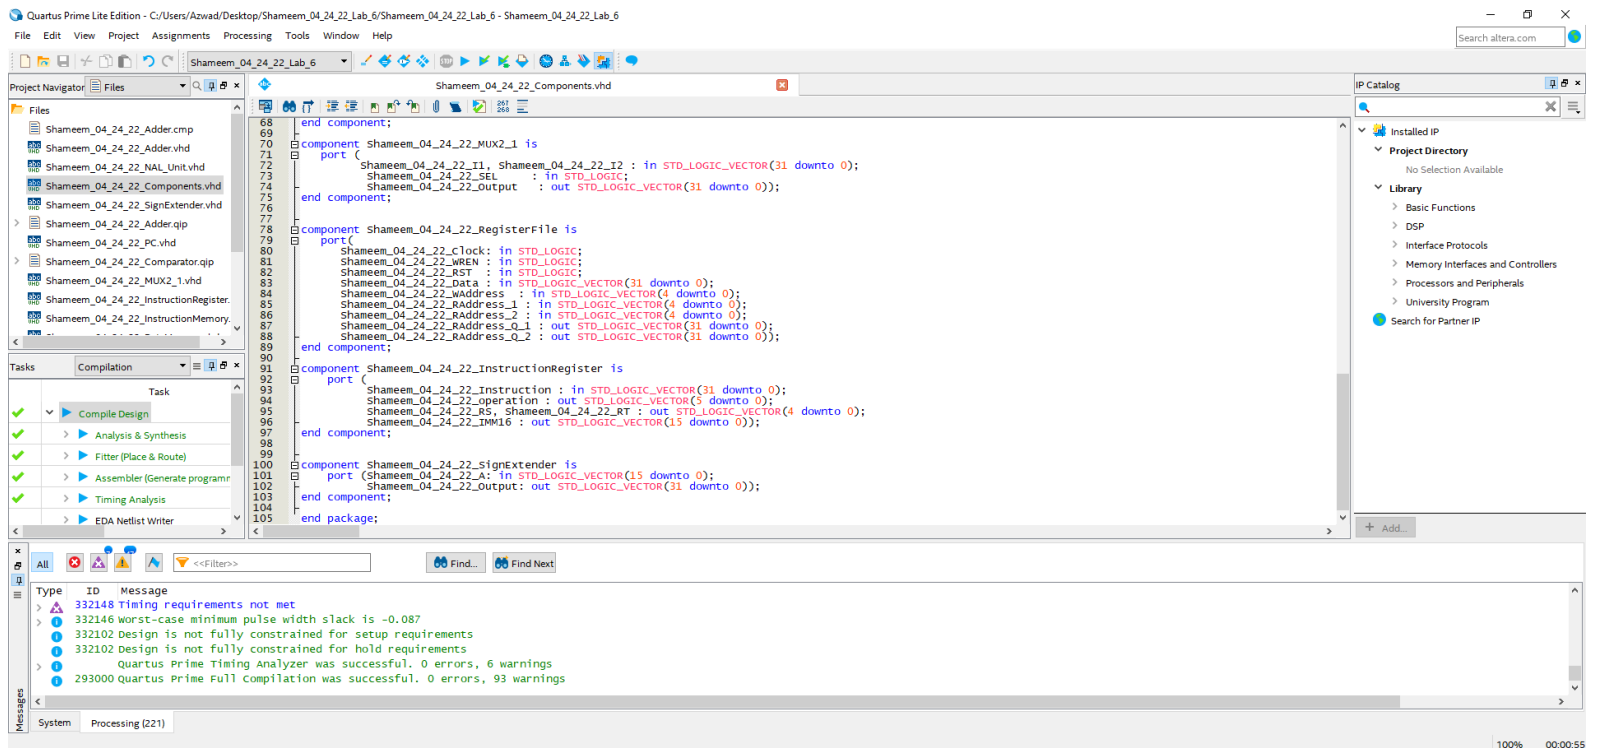 Quartus Prime Lite Edition - C:/Users/Azwad/Desktop/Shameem_04_24_22_Lab_6/Shameem_04_24_22_Lab_6 - Shameem_04_24_22_Lab_6
File Edit View Project Assignments Processing Tools Window Help
Search altera.com
Shameem_04_24_22_Lab_6
Project Navigator Files
Files
Shameem_04_24_22_Adder.cmp
Shameem_04_24_22_Adder.vhd
Shameem_04_24_22_NAL_Unit.vhd
Shameem_04_24_22_Components.vhd
Shameem_04_24_22_SignExtender.vhd
Shameem_04_24_22_Adder.qip
Shameem_04_24_22_PC.vhd
Shameem_04_24_22_Comparator.qip
Shameem_04_24_22_MUX2_1.vhd
Shameem_04_24_22_InstructionRegister.
Shameem_04_24_22_InstructionMemory.
Tasks Compilation
Task
Compile Design
Analysis & Synthesis
Fitter (Place & Route)
Assembler (Generate programm
Timing Analysis
EDA Netlist Writer
Shameem_04_24_22_Components.vhd
68 end component;
69
70 component Shameem_04_24_22_MUX2_1 is
71 port (
72 Shameem_04_24_22_I1, Shameem_04_24_22_I2 : in STD_LOGIC_VECTOR(31 downto 0);
73 Shameem_04_24_22_SEL : in STD_LOGIC;
74 Shameem_04_24_22_Output : out STD_LOGIC_VECTOR(31 downto 0));
75 end component;
76
77
78 component Shameem_04_24_22_RegisterFile is
79 port(
80 Shameem_04_24_22_Clock: in STD_LOGIC;
81 Shameem_04_24_22_WREN : in STD_LOGIC;
82 Shameem_04_24_22_RST : in STD_LOGIC;
83 Shameem_04_24_22_Data : in STD_LOGIC_VECTOR(31 downto 0);
84 Shameem_04_24_22_WAddress : in STD_LOGIC_VECTOR(4 downto 0);
85 Shameem_04_24_22_RAddress_1 : in STD_LOGIC_VECTOR(4 downto 0);
86 Shameem_04_24_22_RAddress_2 : in STD_LOGIC_VECTOR(4 downto 0);
87 Shameem_04_24_22_RAddress_Q_1 : out STD_LOGIC_VECTOR(31 downto 0);
88 Shameem_04_24_22_RAddress_Q_2 : out STD_LOGIC_VECTOR(31 downto 0));
89 end component;
90
91 component Shameem_04_24_22_InstructionRegister is
92 port (
93 Shameem_04_24_22_Instruction : in STD_LOGIC_VECTOR(31 downto 0);
94 Shameem_04_24_22_operation : out STD_LOGIC_VECTOR(5 downto 0);
95 Shameem_04_24_22_RS, Shameem_04_24_22_RT : out STD_LOGIC_VECTOR(4 downto 0);
96 Shameem_04_24_22_IMM16 : out STD_LOGIC_VECTOR(15 downto 0));
97 end component;
98
99
100 component Shameem_04_24_22_SignExtender is
101 port (Shameem_04_24_22_A: in STD_LOGIC_VECTOR(15 downto 0);
102 Shameem_04_24_22_Output: out STD_LOGIC_VECTOR(31 downto 0));
103 end component;
104
105 end package;
IP Catalog
Installed IP
Project Directory
No Selection Available
Library
Basic Functions
DSP
Interface Protocols
Memory Interfaces and Controllers
Processors and Peripherals
University Program
Search for Partner IP
+ Add...
All <<Filter>> Find... Find Next
Type ID Message
332148 Timing requirements not met
332146 Worst-case minimum pulse width slack is -0.087
332102 Design is not fully constrained for setup requirements
332102 Design is not fully constrained for hold requirements
Quartus Prime Timing Analyzer was successful. 0 errors, 6 warnings
293000 Quartus Prime Full Compilation was successful. 0 errors, 93 warnings
Messages
System Processing (221)
100% 00:00:55